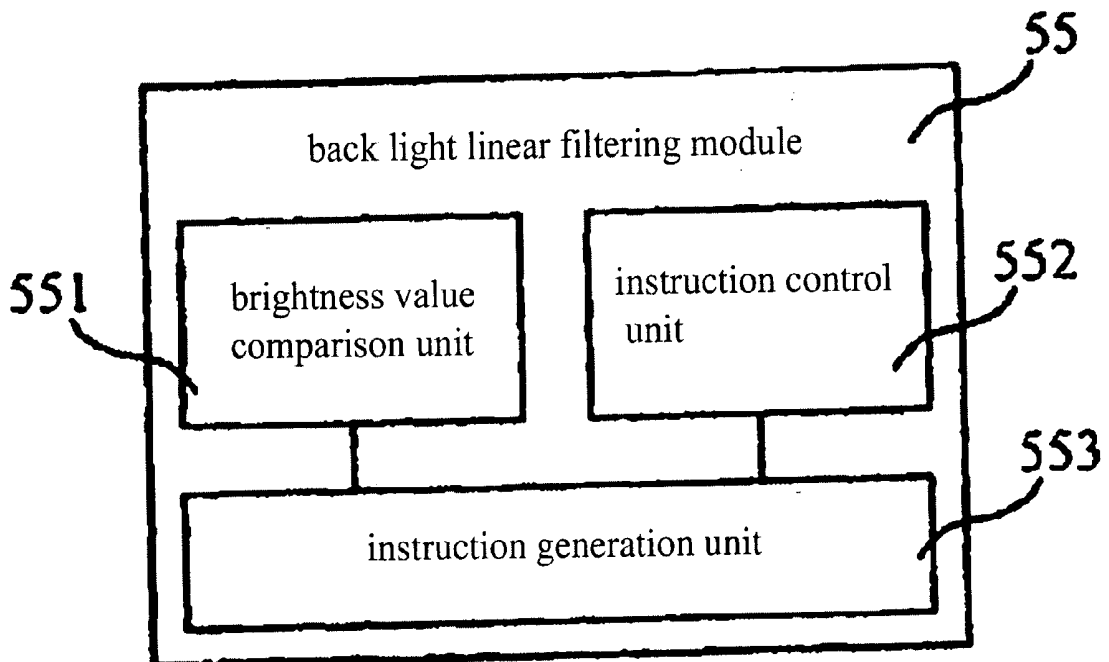 55
back light linear filtering module
551
brightness value
comparison unit
instruction control
unit
552
553
instruction generation unit